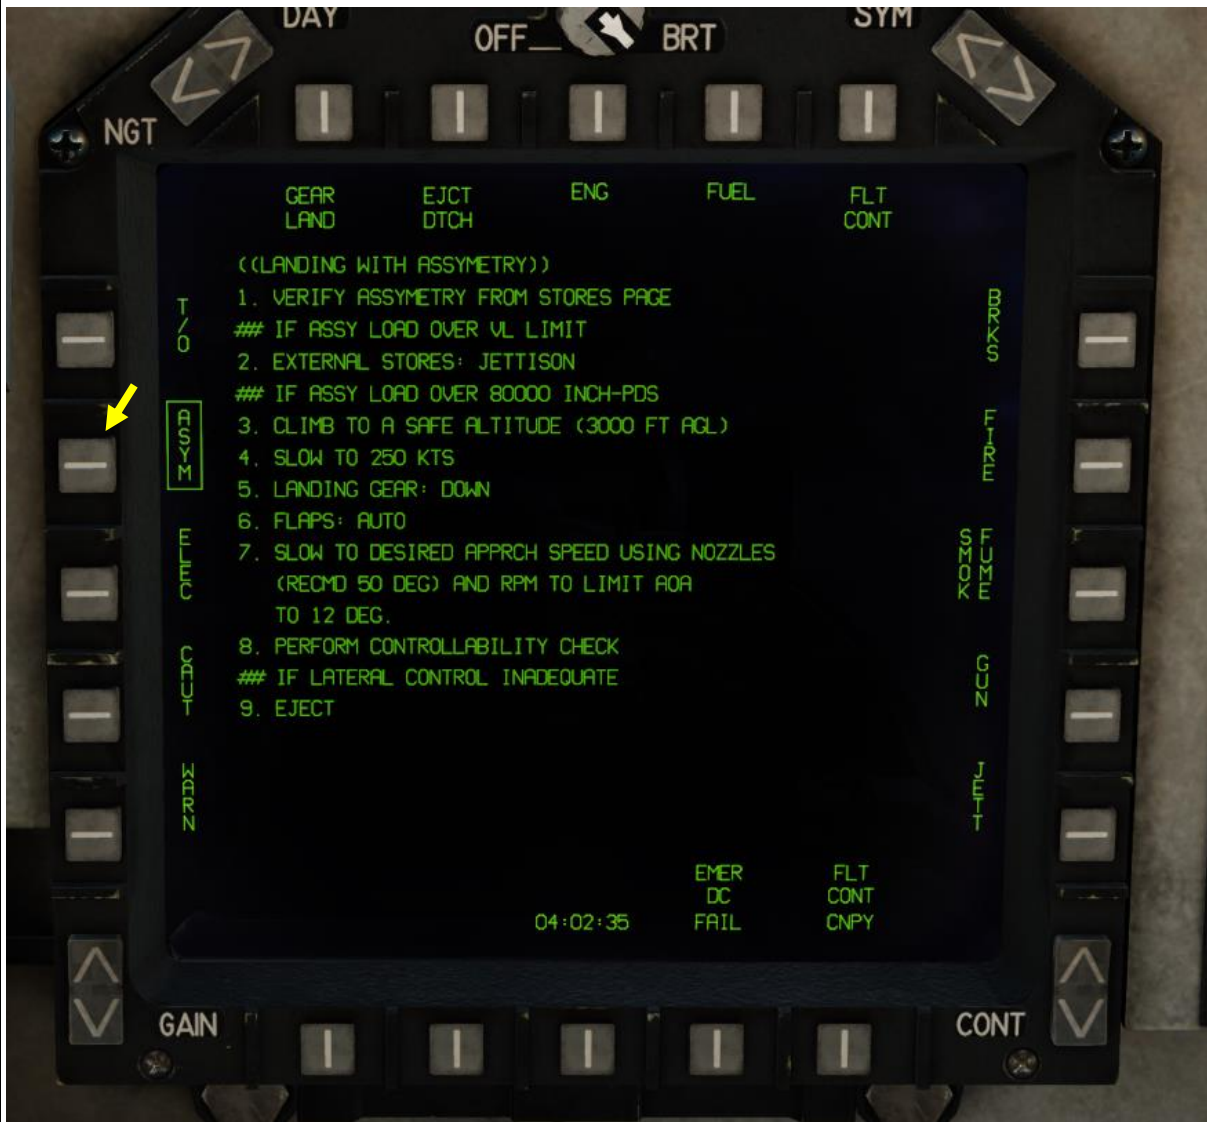 DAY
OFF
BRT
SYM
NGT
GEAR LAND
EJCT DTCH
ENG
FUEL
FLT CONT
((LANDING WITH ASSYMETRY))
1. VERIFY ASSYMETRY FROM STORES PAGE
## IF ASSY LOAD OVER VL LIMIT
2. EXTERNAL STORES: JETTISON
## IF ASSY LOAD OVER 80000 INCH-PDS
3. CLIMB TO A SAFE ALTITUDE (3000 FT AGL)
4. SLOW TO 250 KTS
5. LANDING GEAR: DOWN
6. FLAPS: AUTO
7. SLOW TO DESIRED APPRCH SPEED USING NOZZLES
(RECMD 50 DEG) AND RPM TO LIMIT AOA
TO 12 DEG.
8. PERFORM CONTROLLABILITY CHECK
## IF LATERAL CONTROL INADEQUATE
9. EJECT
T/O
ASYM
ELEC
CAUT
WARN
BRKS
FIRE
SMOK FUME
GUN
JETT
04:02:35
EMER DC FAIL
FLT CONT CNPY
GAIN
CONT